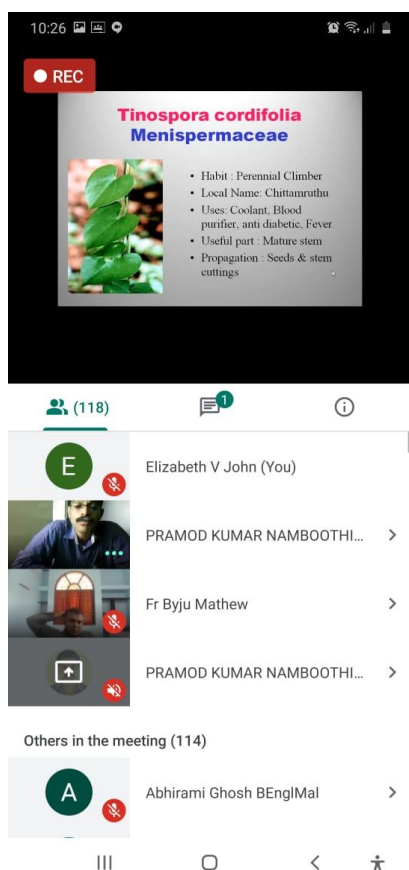 10:26
REC
Tinospora cordifolia
Menispermaceae
• Habit : Perennial Climber
• Local Name: Chittamruthu
• Uses: Coolant, Blood
purifier, anti diabetic, Fever.
• Useful part : Mature stem
• Propagation : Seeds & stem
cuttings
(118)
1
E
Elizabeth V John (You)
PRAMOD KUMAR NAMBOOTHI...
Fr Byju Mathew
PRAMOD KUMAR NAMBOOTHI...
Others in the meeting (114)
A
Abhirami Ghosh BEnglMal